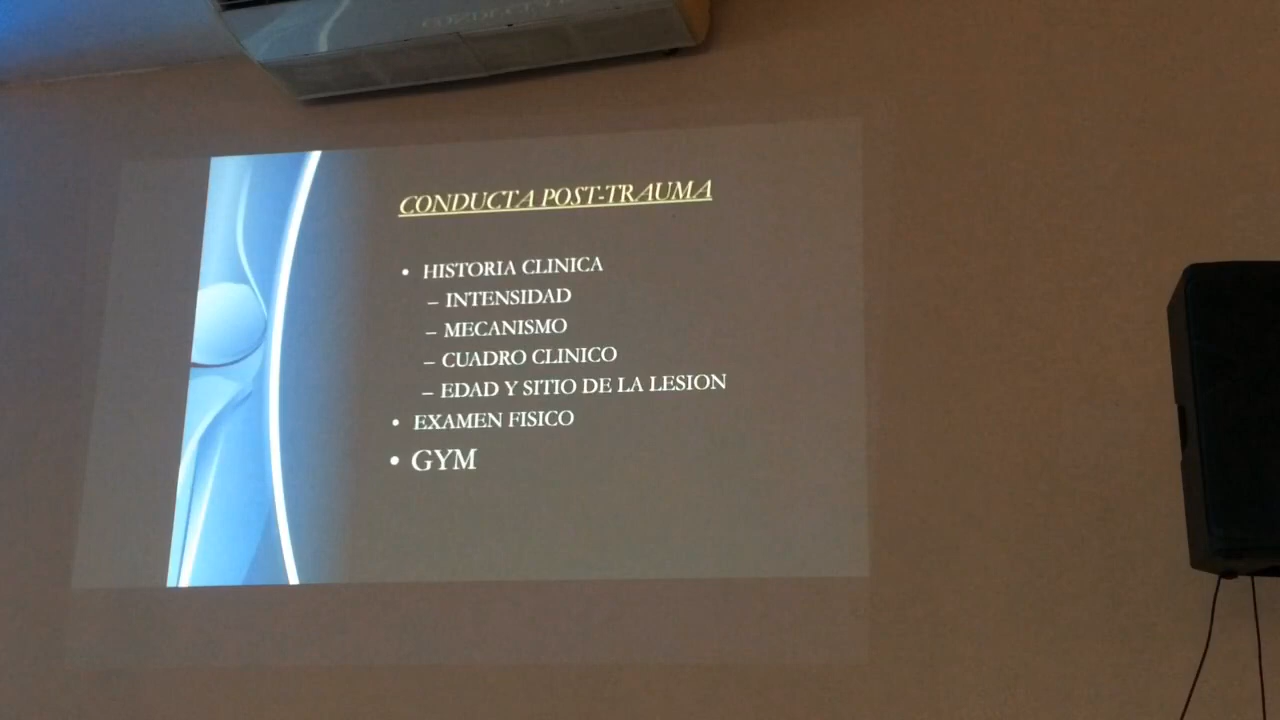 CONDUCTA POST-TRAUMA
• HISTORIA CLINICA
– INTENSIDAD
– MECANISMO
– CUADRO CLINICO
– EDAD Y SITIO DE LA LESION
• EXAMEN FISICO
• GYM